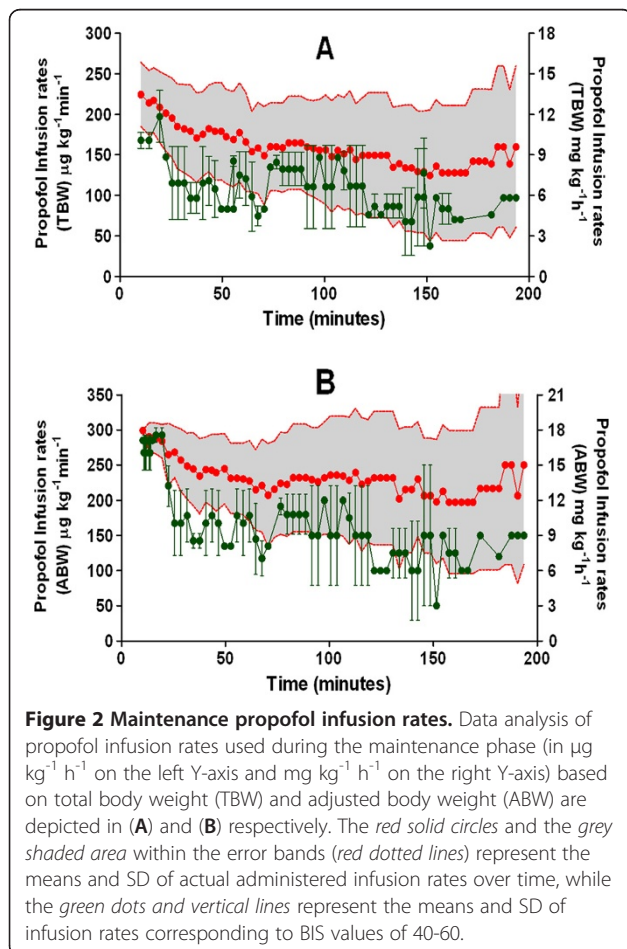 A
Propofol Infusion rates
(TBW) µg kg⁻¹min⁻¹
300
250
200
150
100
50
0
Propofol Infusion rates
(TBW) mg kg⁻¹h⁻¹
18
15
12
9
6
3
0
0
50
100
150
200
Time (minutes)
B
Propofol Infusion rates
(ABW) µg kg⁻¹min⁻¹
350
300
250
200
150
100
50
0
Propofol Infusion rates
(ABW) mg kg⁻¹h⁻¹
21
18
15
12
9
6
3
0
0
50
100
150
200
Time (minutes)
Figure 2 Maintenance propofol infusion rates. Data analysis of
propofol infusion rates used during the maintenance phase (in µg
kg⁻¹ h⁻¹ on the left Y-axis and mg kg⁻¹ h⁻¹ on the right Y-axis) based
on total body weight (TBW) and adjusted body weight (ABW) are
depicted in (A) and (B) respectively. The red solid circles and the grey
shaded area within the error bands (red dotted lines) represent the
means and SD of actual administered infusion rates over time, while
the green dots and vertical lines represent the means and SD of
infusion rates corresponding to BIS values of 40-60.